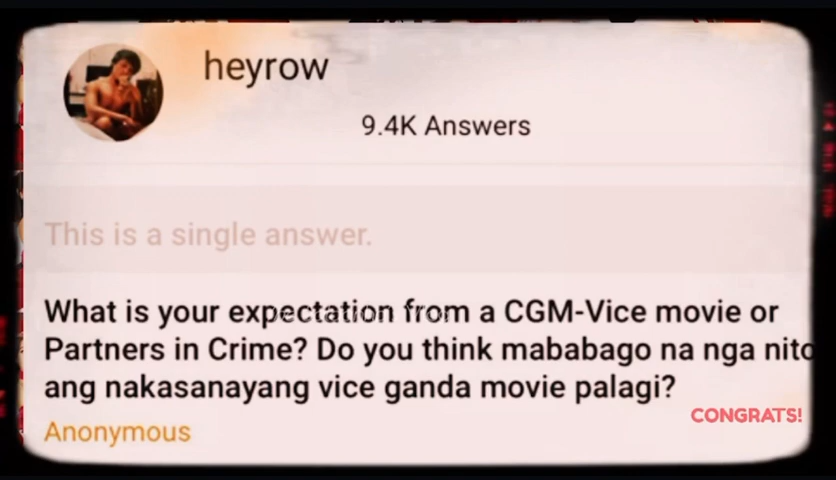 heyrow
9.4K Answers
This is a single answer.
What is your expectation from a CGM-Vice movie or
Partners in Crime? Do you think mababago na nga nito
ang nakasanayang vice ganda movie palagi?
CONGRATS!
Anonymous